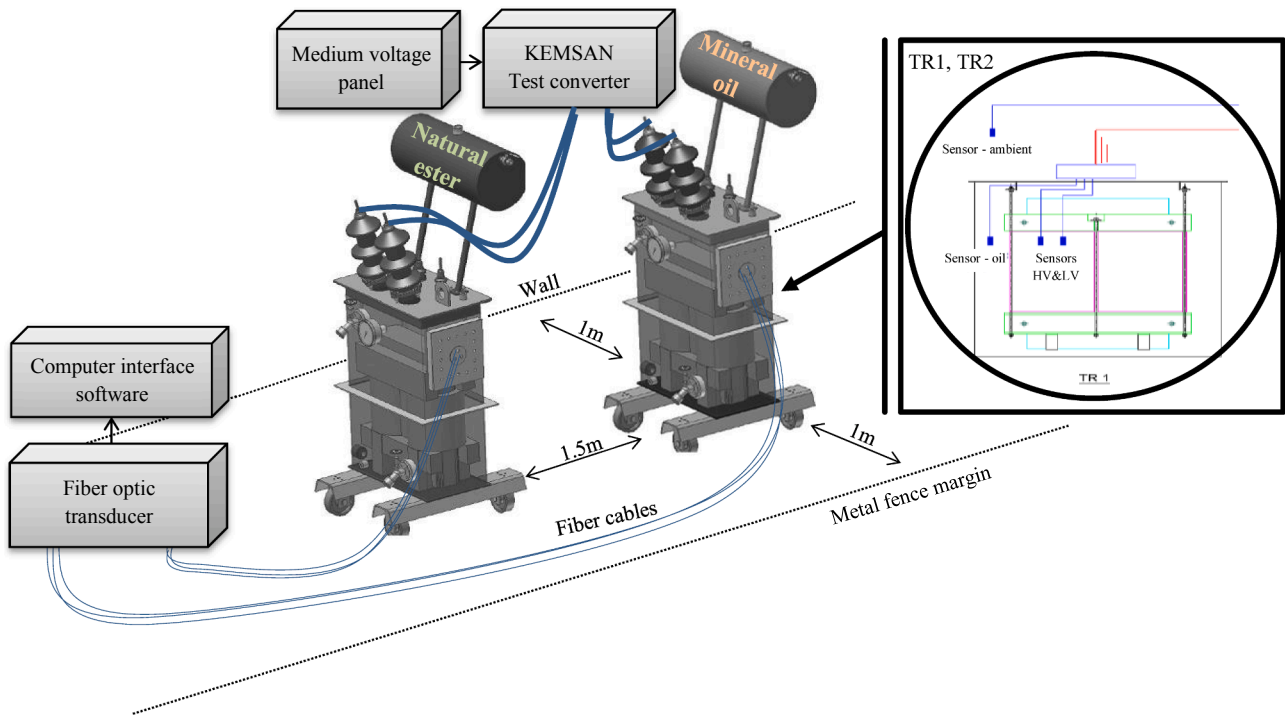 Medium voltage
panel
KEMSAN
Test converter
Mineral
oil
Natural
ester
TR1, TR2
Sensor - ambient
Sensor - oil
Sensors
HV&LV
TR 1
Wall
1m
1.5m
1m
Computer interface
software
Fiber optic
transducer
Fiber cables
Metal fence margin